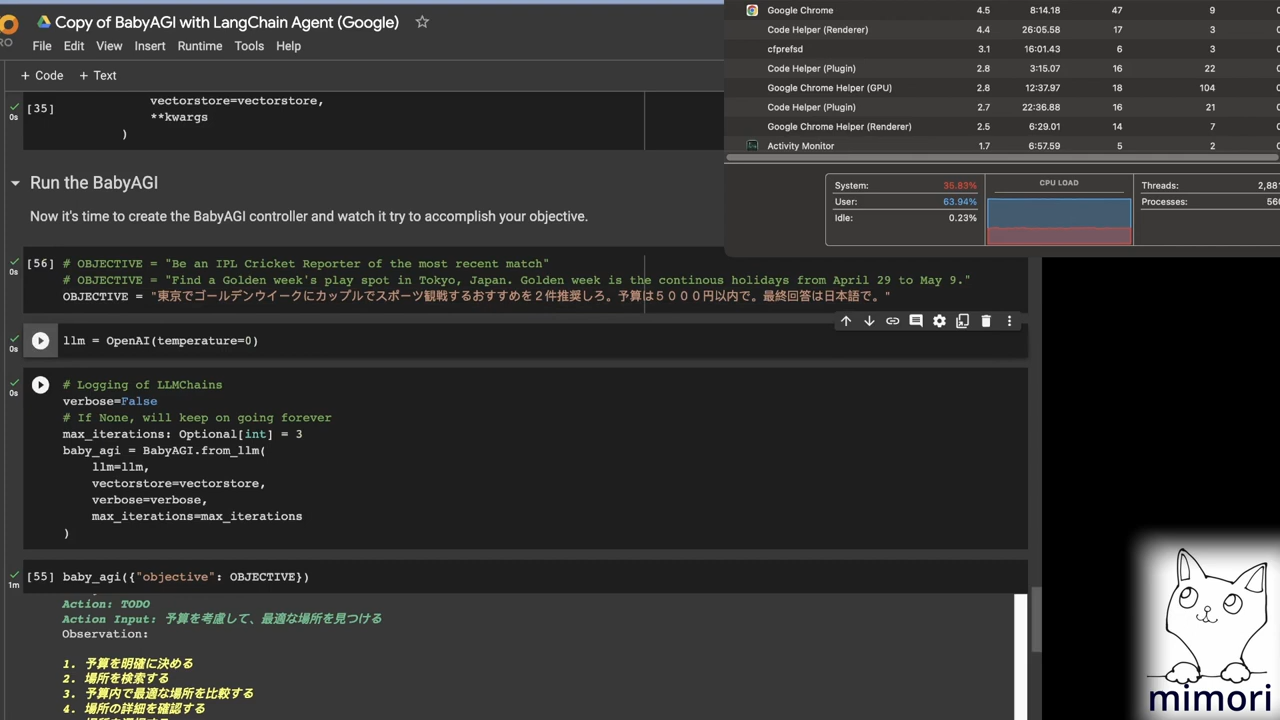 Copy of BabyAGI with LangChain Agent (Google)
RO
File Edit View Insert Runtime Tools Help
+ Code + Text
Google Chrome 4.5 8:14.18 47 9
Code Helper (Renderer) 4.4 26:05.58 17 3
cfprefsd 3.1 16:01.43 6 3
Code Helper (Plugin) 2.8 3:15.07 16 22
Google Chrome Helper (GPU) 2.8 12:37.97 18 104
Code Helper (Plugin) 2.7 22:36.88 16 21
Google Chrome Helper (Renderer) 2.5 6:29.01 14 7
Activity Monitor 1.7 6:57.59 5 2
System: 35.83%
User: 63.94%
Idle: 0.23%
CPU LOAD
Threads: 2,881
Processes: 560
0s
[35]
vectorstore=vectorstore,
**kwargs
)
Run the BabyAGI
Now it's time to create the BabyAGI controller and watch it try to accomplish your objective.
0s
[56] # OBJECTIVE = "Be an IPL Cricket Reporter of the most recent match"
# OBJECTIVE = "Find a Golden week's play spot in Tokyo, Japan. Golden week is the continous holidays from April 29 to May 9."
OBJECTIVE = "東京でゴールデンウイークにカップルでスポーツ観戦するおすすめを２件推奨しろ。予算は５０００円以内で。最終回答は日本語で。"
0s
llm = OpenAI(temperature=0)
0s
# Logging of LLMChains
verbose=False
# If None, will keep on going forever
max_iterations: Optional[int] = 3
baby_agi = BabyAGI.from_llm(
llm=llm,
vectorstore=vectorstore,
verbose=verbose,
max_iterations=max_iterations
)
1m
[55] baby_agi({"objective": OBJECTIVE})
Action: TODO
Action Input: 予算を考慮して、最適な場所を見つける
Observation:
1. 予算を明確に決める
2. 場所を検索する
3. 予算内で最適な場所を比較する
4. 場所の詳細を確認する
mimori